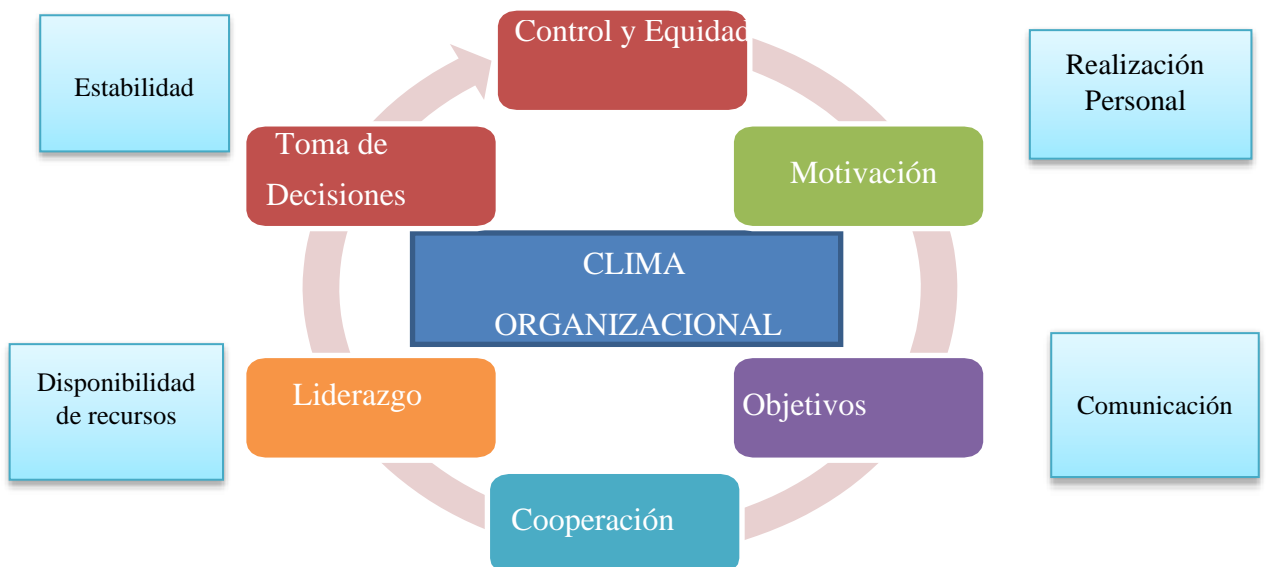 Control y Equidad
Estabilidad
Realización
Personal
Toma de
Decisiones
Motivación
CLIMA
ORGANIZACIONAL
Disponibilidad
de recursos
Liderazgo
Objetivos
Comunicación
Cooperación